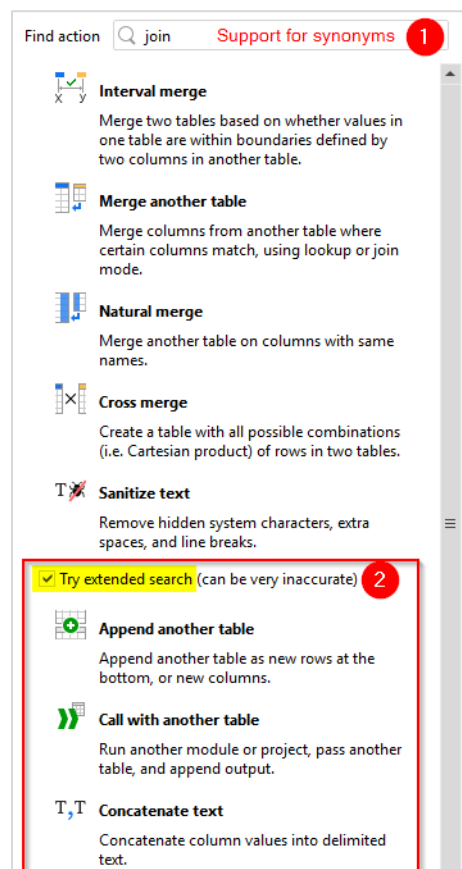 Find action join Support for synonyms 1
x y Interval merge
Merge two tables based on whether values in
one table are within boundaries defined by
two columns in another table.
Merge another table
Merge columns from another table where
certain columns match, using lookup or join
mode.
Natural merge
Merge another table on columns with same
names.
Cross merge
Create a table with all possible combinations
(i.e. Cartesian product) of rows in two tables.
T Sanitize text
Remove hidden system characters, extra
spaces, and line breaks.
Try extended search (can be very inaccurate) 2
Append another table
Append another table as new rows at the
bottom, or new columns.
Call with another table
Run another module or project, pass another
table, and append output.
T,T Concatenate text
Concatenate column values into delimited
text.